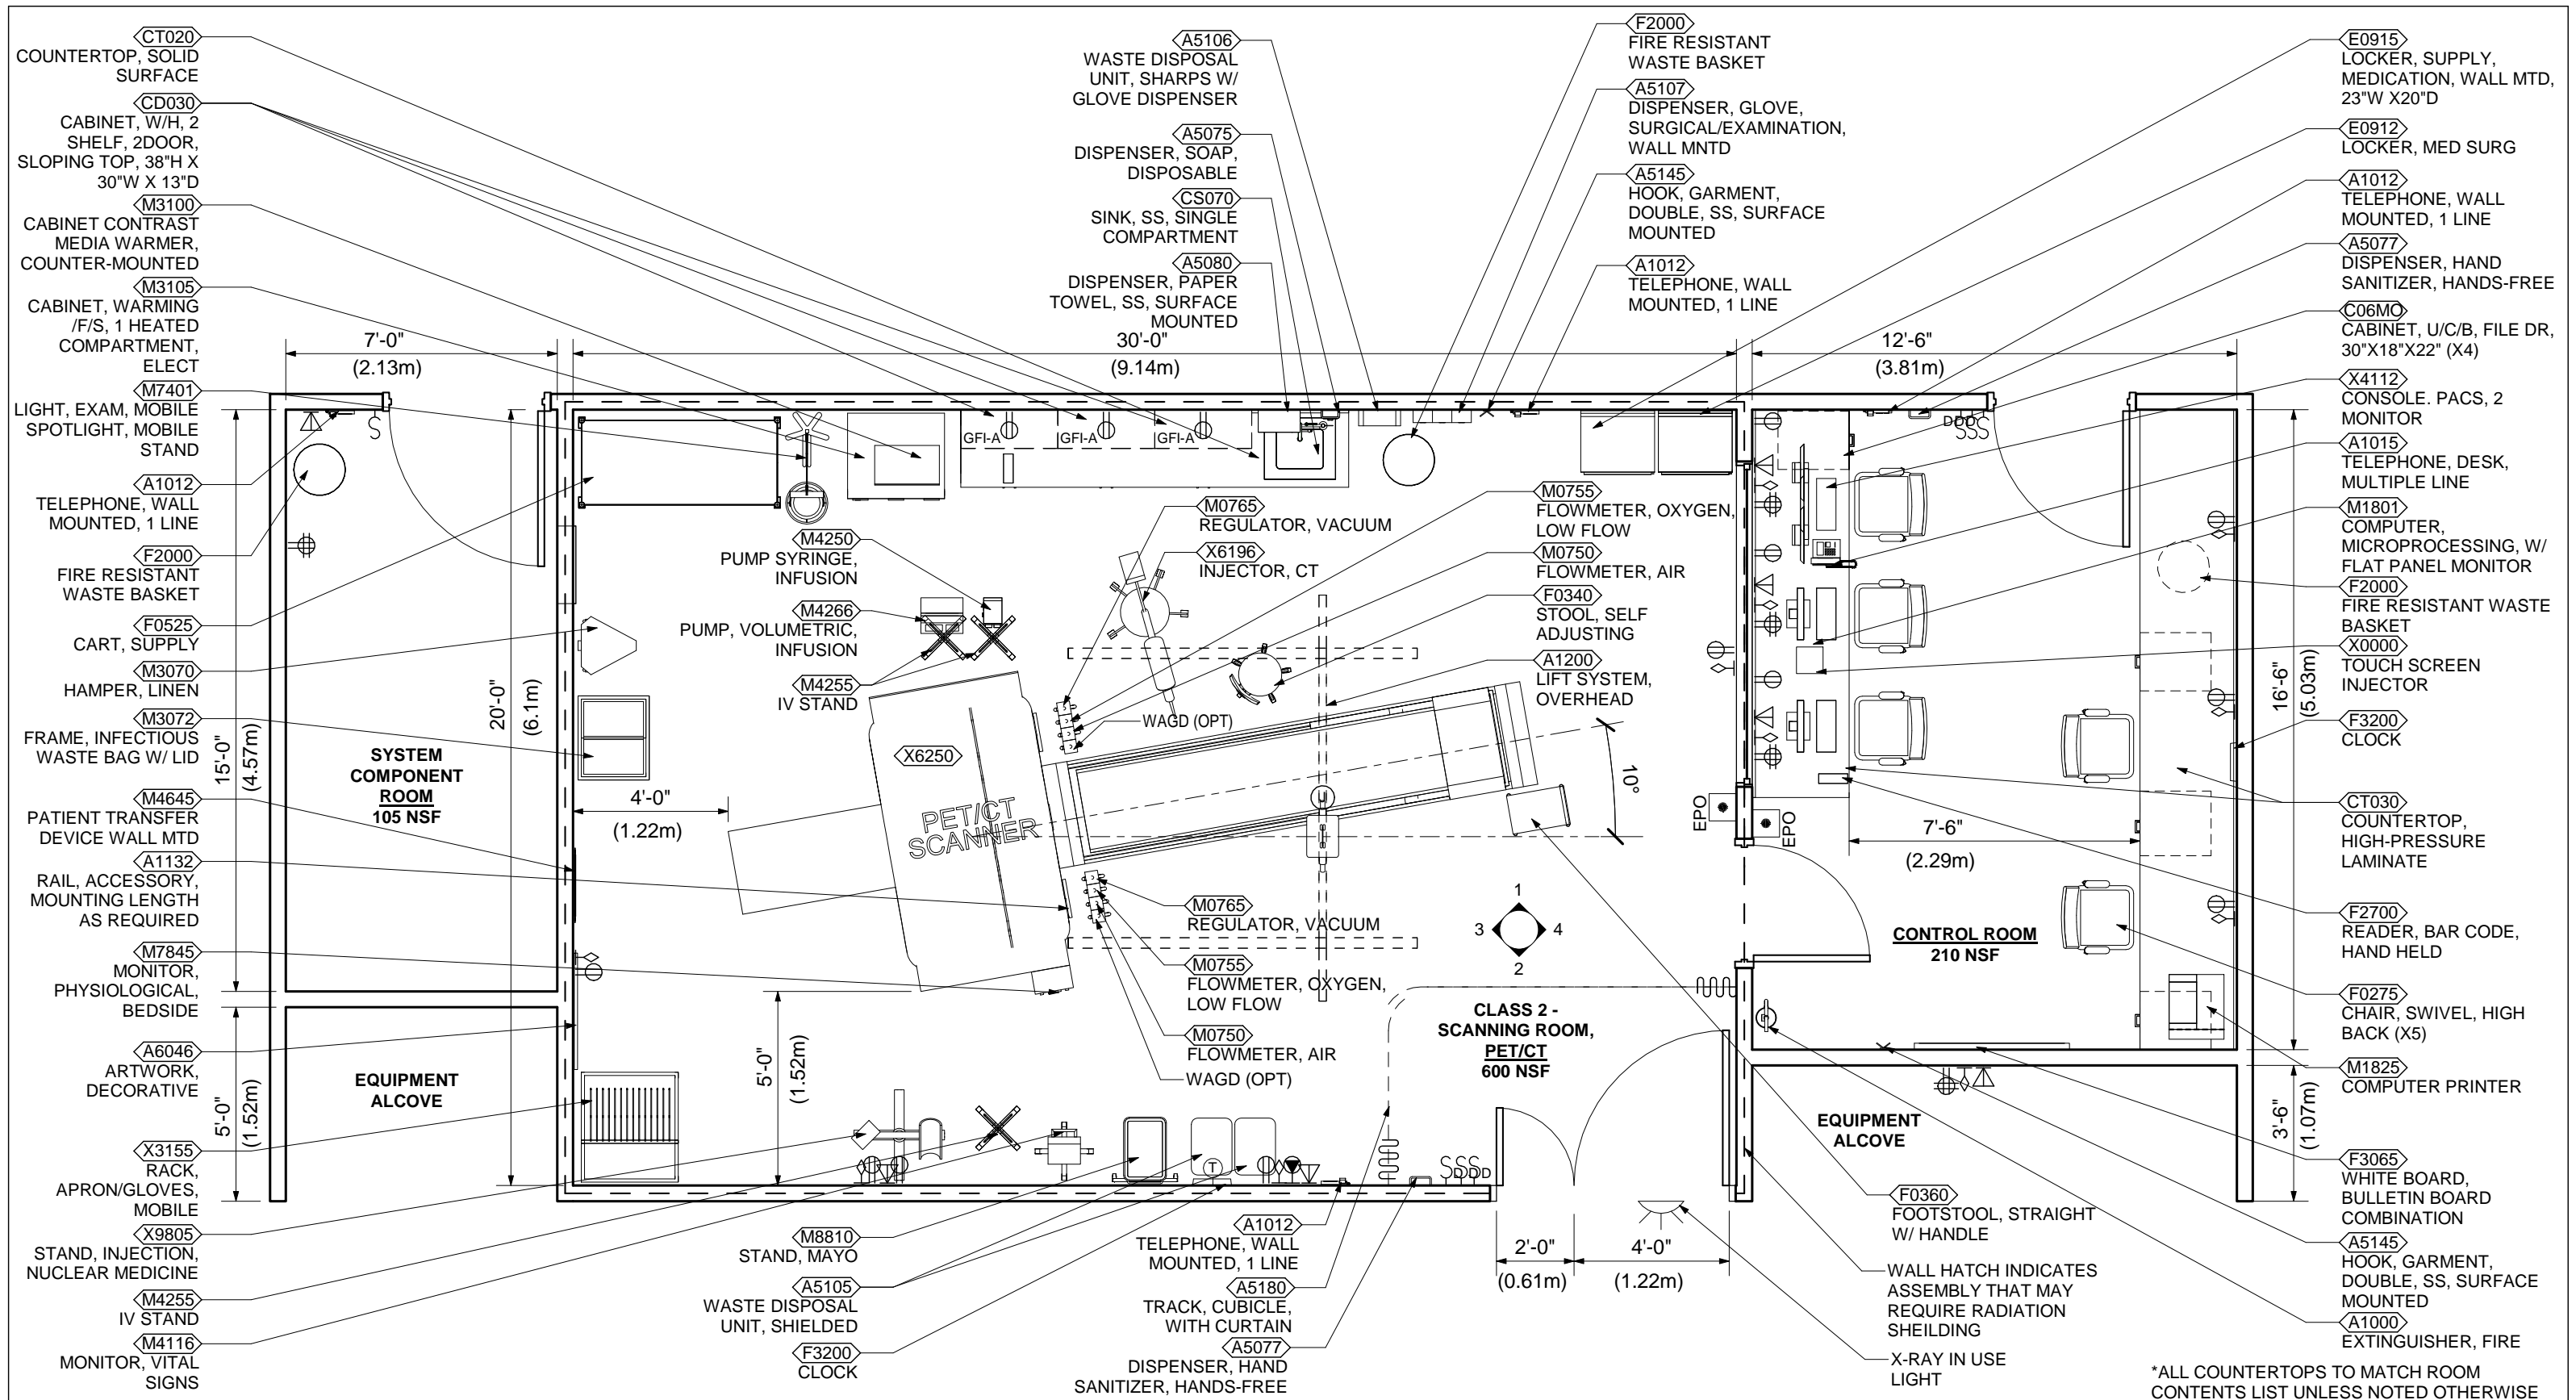 CT020
COUNTERTOP, SOLID
SURFACE
CD030
CABINET, W/H, 2
SHELF, 2DOOR,
SLOPING TOP, 38"H X
30"W X 13"D
M3100
CABINET CONTRAST
MEDIA WARMER,
COUNTER-MOUNTED
M3105
CABINET, WARMING
/F/S, 1 HEATED
COMPARTMENT,
ELECT
M7401
LIGHT, EXAM, MOBILE
SPOTLIGHT, MOBILE
STAND
A1012
TELEPHONE, WALL
MOUNTED, 1 LINE
F2000
FIRE RESISTANT
WASTE BASKET
F0525
CART, SUPPLY
M3070
HAMPER, LINEN
M3072
FRAME, INFECTIOUS
WASTE BAG W/ LID
M4645
PATIENT TRANSFER
DEVICE WALL MTD
A1132
RAIL, ACCESSORY,
MOUNTING LENGTH
AS REQUIRED
M7845
MONITOR,
PHYSIOLOGICAL,
BEDSIDE
A6046
ARTWORK,
DECORATIVE
X3155
RACK,
APRON/GLOVES,
MOBILE
X9805
STAND, INJECTION,
NUCLEAR MEDICINE
M4255
IV STAND
M4116
MONITOR, VITAL
SIGNS
A5106
WASTE DISPOSAL
UNIT, SHARPS W/
GLOVE DISPENSER
A5075
DISPENSER, SOAP,
DISPOSABLE
CS070
SINK, SS, SINGLE
COMPARTMENT
A5080
DISPENSER, PAPER
TOWEL, SS, SURFACE
MOUNTED
F2000
FIRE RESISTANT
WASTE BASKET
A5107
DISPENSER, GLOVE,
SURGICAL/EXAMINATION,
WALL MNTD
A5145
HOOK, GARMENT,
DOUBLE, SS, SURFACE
MOUNTED
A1012
TELEPHONE, WALL
MOUNTED, 1 LINE
7'-0"
(2.13m)
30'-0"
(9.14m)
12'-6"
(3.81m)
S
GFI-A
GFI-A
GFI-A
DDD
SSS
15'-0"
(4.57m)
5'-0"
(1.52m)
20'-0"
(6.1m)
SYSTEM
COMPONENT
ROOM
105 NSF
EQUIPMENT
ALCOVE
M4250
PUMP SYRINGE,
INFUSION
M4266
PUMP, VOLUMETRIC,
INFUSION
M4255
IV STAND
M0765
REGULATOR, VACUUM
X6196
INJECTOR, CT
M0755
FLOWMETER, OXYGEN,
LOW FLOW
M0750
FLOWMETER, AIR
F0340
STOOL, SELF
ADJUSTING
A1200
LIFT SYSTEM,
OVERHEAD
WAGD (OPT)
X6250
PET/CT
SCANNER
10°
4'-0"
(1.22m)
EPO
EPO
7'-6"
(2.29m)
M0765
REGULATOR, VACUUM
M0755
FLOWMETER, OXYGEN,
LOW FLOW
M0750
FLOWMETER, AIR
WAGD (OPT)
1
3
4
2
CLASS 2 -
SCANNING ROOM,
PET/CT
600 NSF
5'-0"
(1.52m)
CONTROL ROOM
210 NSF
16'-6"
(5.03m)
3'-6"
(1.07m)
EQUIPMENT
ALCOVE
T
SSS
DDD
M8810
STAND, MAYO
A5105
WASTE DISPOSAL
UNIT, SHIELDED
F3200
CLOCK
A1012
TELEPHONE, WALL
MOUNTED, 1 LINE
A5180
TRACK, CUBICLE,
WITH CURTAIN
A5077
DISPENSER, HAND
SANITIZER, HANDS-FREE
2'-0"
(0.61m)
4'-0"
(1.22m)
F0360
FOOTSTOOL, STRAIGHT
W/ HANDLE
WALL HATCH INDICATES
ASSEMBLY THAT MAY
REQUIRE RADIATION
SHEILDING
X-RAY IN USE
LIGHT
E0915
LOCKER, SUPPLY,
MEDICATION, WALL MTD,
23"W X20"D
E0912
LOCKER, MED SURG
A1012
TELEPHONE, WALL
MOUNTED, 1 LINE
A5077
DISPENSER, HAND
SANITIZER, HANDS-FREE
C06MO
CABINET, U/C/B, FILE DR,
30"X18"X22" (X4)
X4112
CONSOLE. PACS, 2
MONITOR
A1015
TELEPHONE, DESK,
MULTIPLE LINE
M1801
COMPUTER,
MICROPROCESSING, W/
FLAT PANEL MONITOR
F2000
FIRE RESISTANT WASTE
BASKET
X0000
TOUCH SCREEN
INJECTOR
F3200
CLOCK
CT030
COUNTERTOP,
HIGH-PRESSURE
LAMINATE
F2700
READER, BAR CODE,
HAND HELD
F0275
CHAIR, SWIVEL, HIGH
BACK (X5)
M1825
COMPUTER PRINTER
F3065
WHITE BOARD,
BULLETIN BOARD
COMBINATION
A5145
HOOK, GARMENT,
DOUBLE, SS, SURFACE
MOUNTED
A1000
EXTINGUISHER, FIRE
*ALL COUNTERTOPS TO MATCH ROOM
CONTENTS LIST UNLESS NOTED OTHERWISE